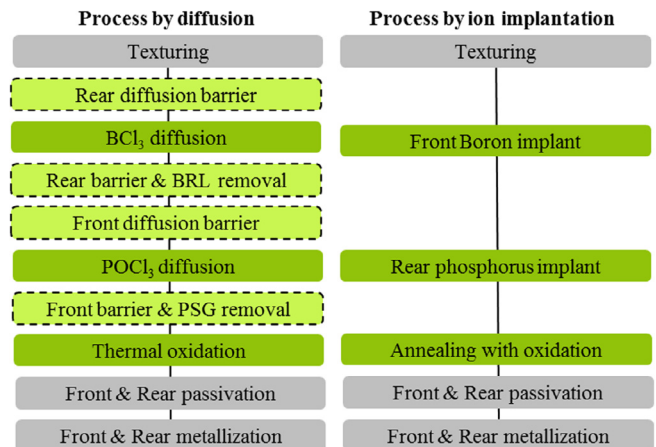 Process by diffusion
Texturing
Rear diffusion barrier
BCl₃ diffusion
Rear barrier & BRL removal
Front diffusion barrier
POCl₃ diffusion
Front barrier & PSG removal
Thermal oxidation
Front & Rear passivation
Front & Rear metallization
Process by ion implantation
Texturing
Front Boron implant
Rear phosphorus implant
Annealing with oxidation
Front & Rear passivation
Front & Rear metallization